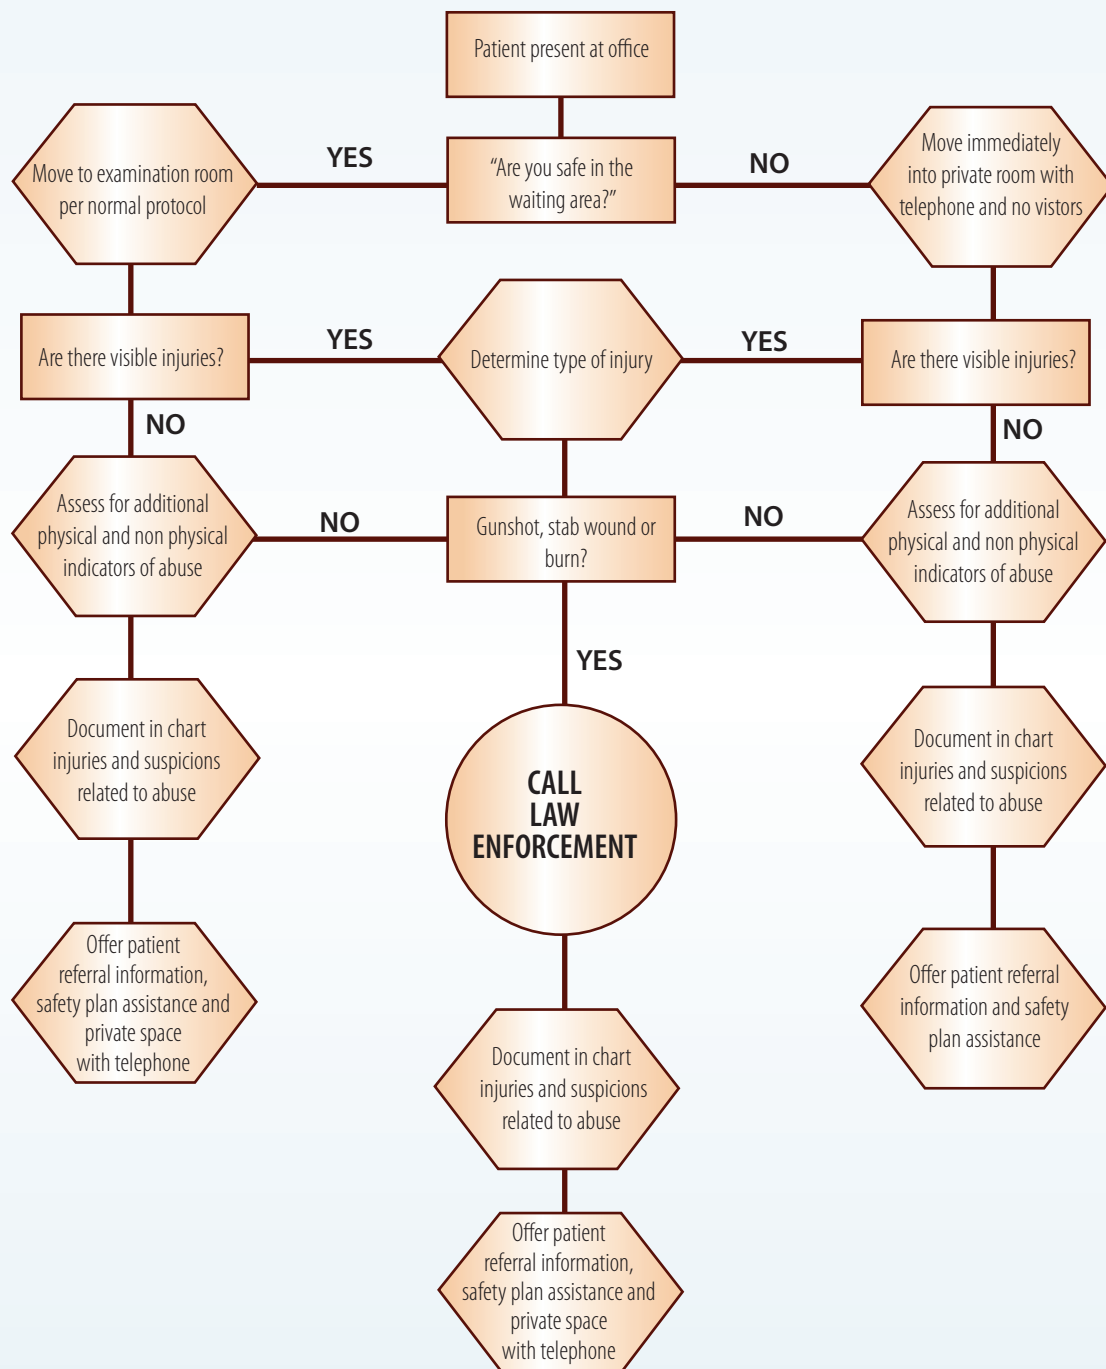 Patient present at office
Move to examination room
per normal protocol
YES
“Are you safe in the
waiting area?”
NO
Move immediately
into private room with
telephone and no vistors
Are there visible injuries?
YES
Determine type of injury
YES
Are there visible injuries?
NO
NO
Assess for additional
physical and non physical
indicators of abuse
NO
Gunshot, stab wound or
burn?
NO
Assess for additional
physical and non physical
indicators of abuse
YES
Document in chart
injuries and suspicions
related to abuse
CALL
LAW
ENFORCEMENT
Document in chart
injuries and suspicions
related to abuse
Offer patient
referral information,
safety plan assistance and
private space
with telephone
Offer patient referral
information and safety
plan assistance
Document in chart
injuries and suspicions
related to abuse
Offer patient
referral information,
safety plan assistance and
private space
with telephone